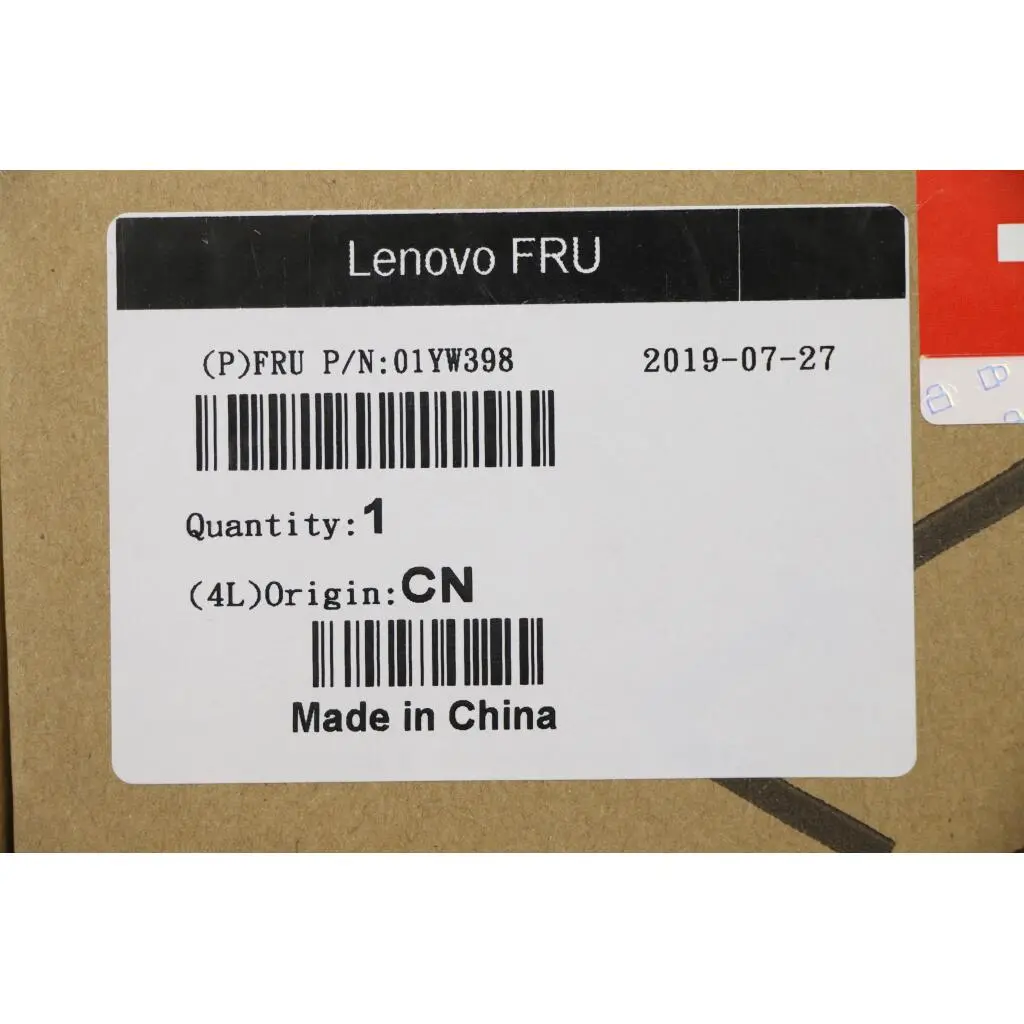 Lenovo FRU
(P)FRU P/N:01YW398 2019-07-27
Quantity:1
(4L)Origin:CN
Made in China